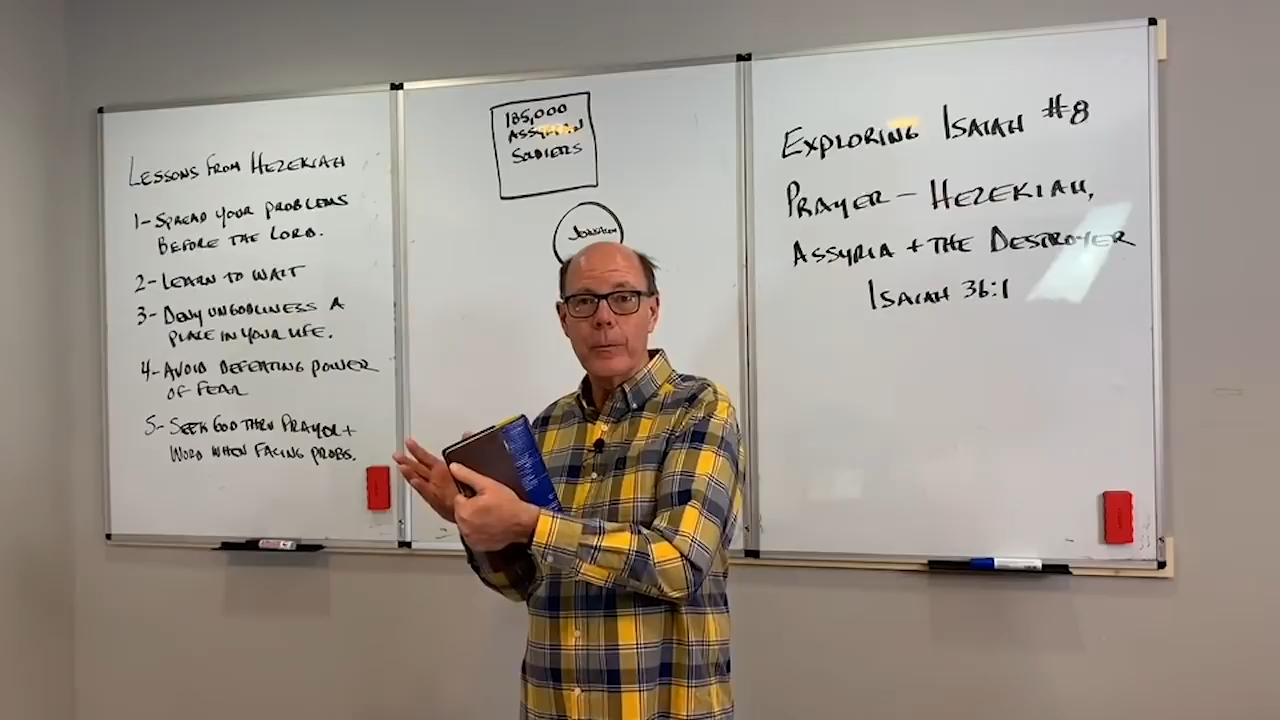 LESSONS FROM HEZEKIAH
1- SPREAD YOUR PROBLEMS
BEFORE THE LORD.
2- LEARN TO WAIT
3- DENY UNGODLINESS A
PLACE IN YOUR LIFE.
4- AVOID DEFEATING POWER
OF FEAR
5- SEEK GOD THRU PRAYER +
WORD WHEN FACING PROBS.
185,000
ASSYRIAN
SOLDIERS
JERUSALEM
EXPLORING ISAIAH #8
PRAYER - HEZEKIAH,
ASSYRIA + THE DESTROYER
ISAIAH 36:1